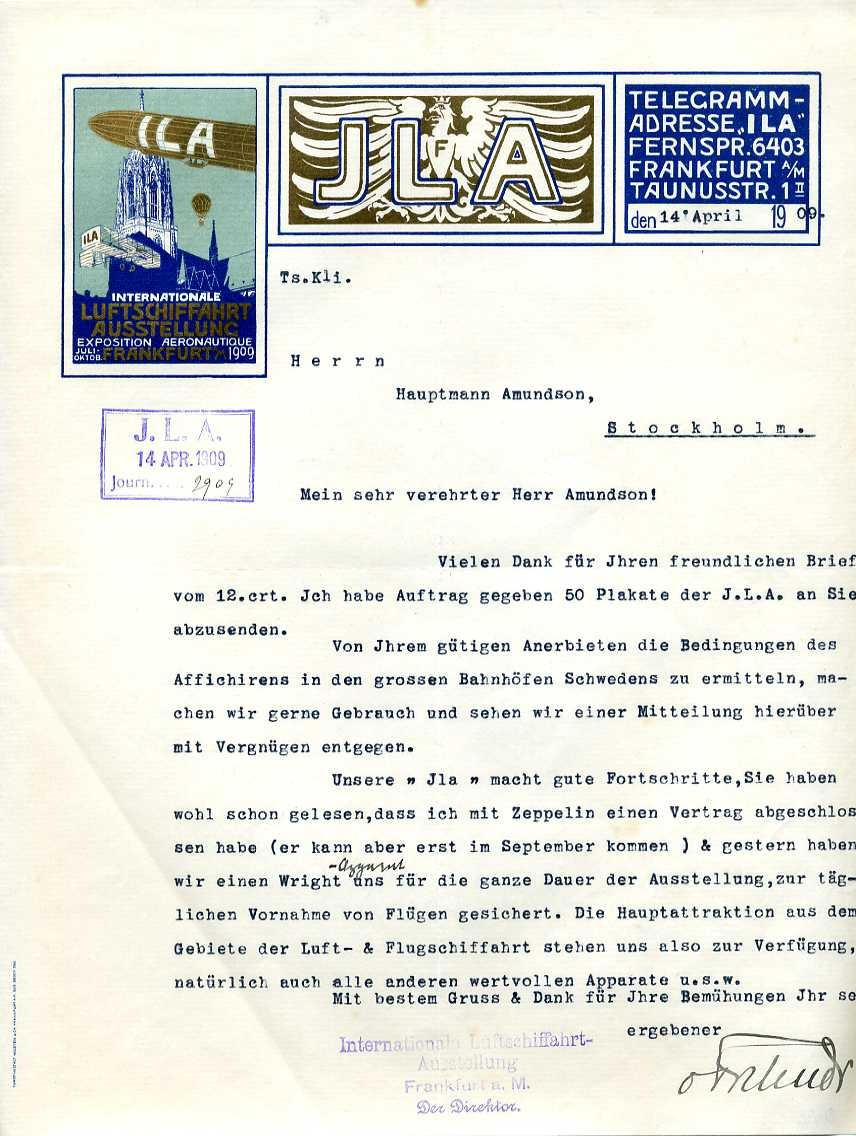 ILA
ILA
INTERNATIONALE
LUFTSCHIFFAHRT
AUSSTELLUNG
EXPOSITION AERONAUTIQUE
JULI-OKTOB. FRANKFURT A/M 1909
JLA
F
TELEGRAMM-
ADRESSE „ILA"
FERNSPR. 6403
FRANKFURT A/M
TAUNUSSTR. 1 II
den 14' April 1909.
Ts.Kli.
Herrn
Hauptmann Amundson,
Stockholm.
J. L. A.
14 APR. 1909
Journ. .... 2909
Mein sehr verehrter Herr Amundson!
Vielen Dank für Jhren freundlichen Brief
vom 12.crt. Jch habe Auftrag gegeben 50 Plakate der J.L.A. an Sie
abzusenden.
Von Jhrem gütigen Anerbieten die Bedingungen des
Affichirens in den grossen Bahnhöfen Schwedens zu ermitteln, ma-
chen wir gerne Gebrauch und sehen wir einer Mitteilung hierüber
mit Vergnügen entgegen.
Unsere „ Jla „ macht gute Fortschritte,Sie haben
wohl schon gelesen,dass ich mit Zeppelin einen Vertrag abgeschlos
sen habe (er kann aber erst im September kommen ) & gestern haben
-Apparat
wir einen Wright uns für die ganze Dauer der Ausstellung,zur täg-
lichen Vornahme von Flügen gesichert. Die Hauptattraktion aus dem
Gebiete der Luft- & Flugschiffahrt stehen uns also zur Verfügung,
natürlich auch alle anderen wertvollen Apparate u.s.w.
Mit bestem Gruss & Dank für Jhre Bemühungen Jhr se
ergebener
Internationale Luftschiffahrt-
Ausstellung
Frankfurt a. M.
Der Direktor.